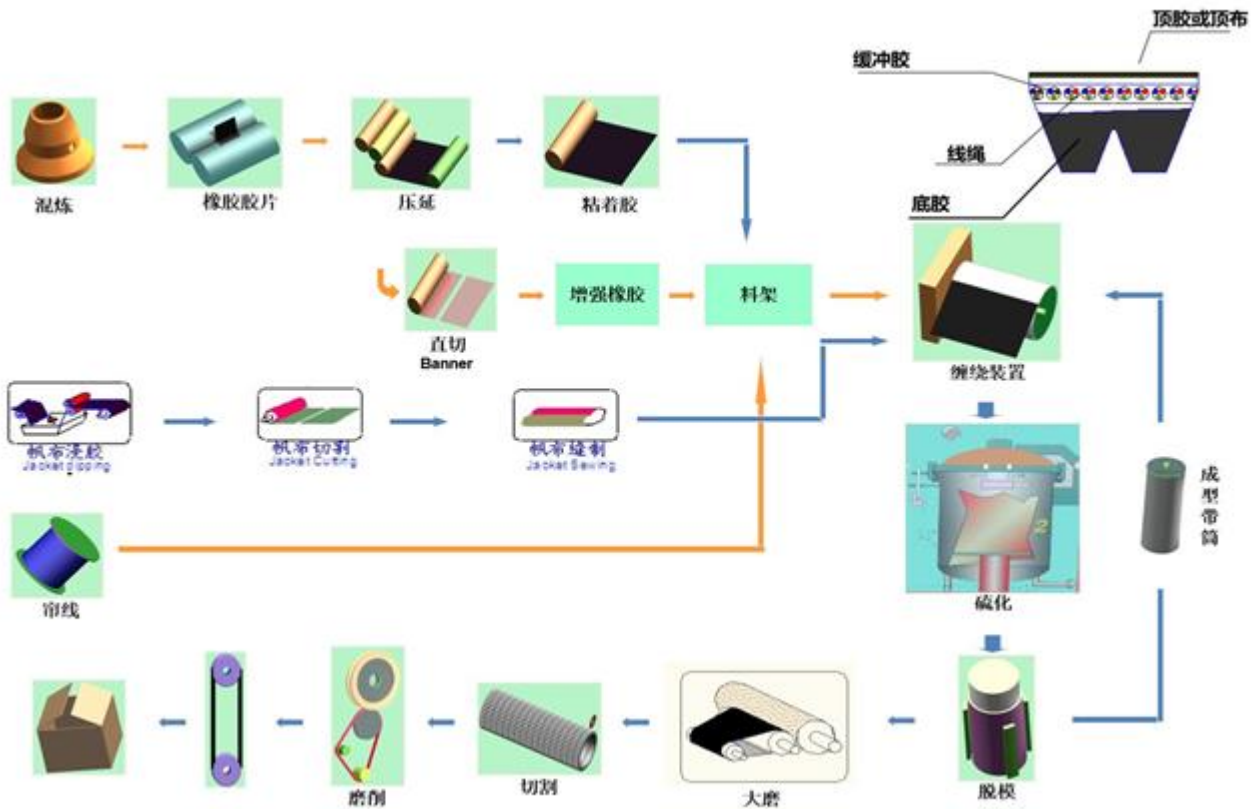 顶胶或顶布
缓冲胶
线绳
底胶
混炼
橡胶胶片
压延
粘着胶
直切
Banner
增强橡胶
料架
缠绕装置
帆布浸胶
Jacket dipping
帆布切割
Jacket Cutting
帆布缝制
Jacket Sewing
成型带筒
2
硫化
帘线
磨削
切割
大磨
脱模